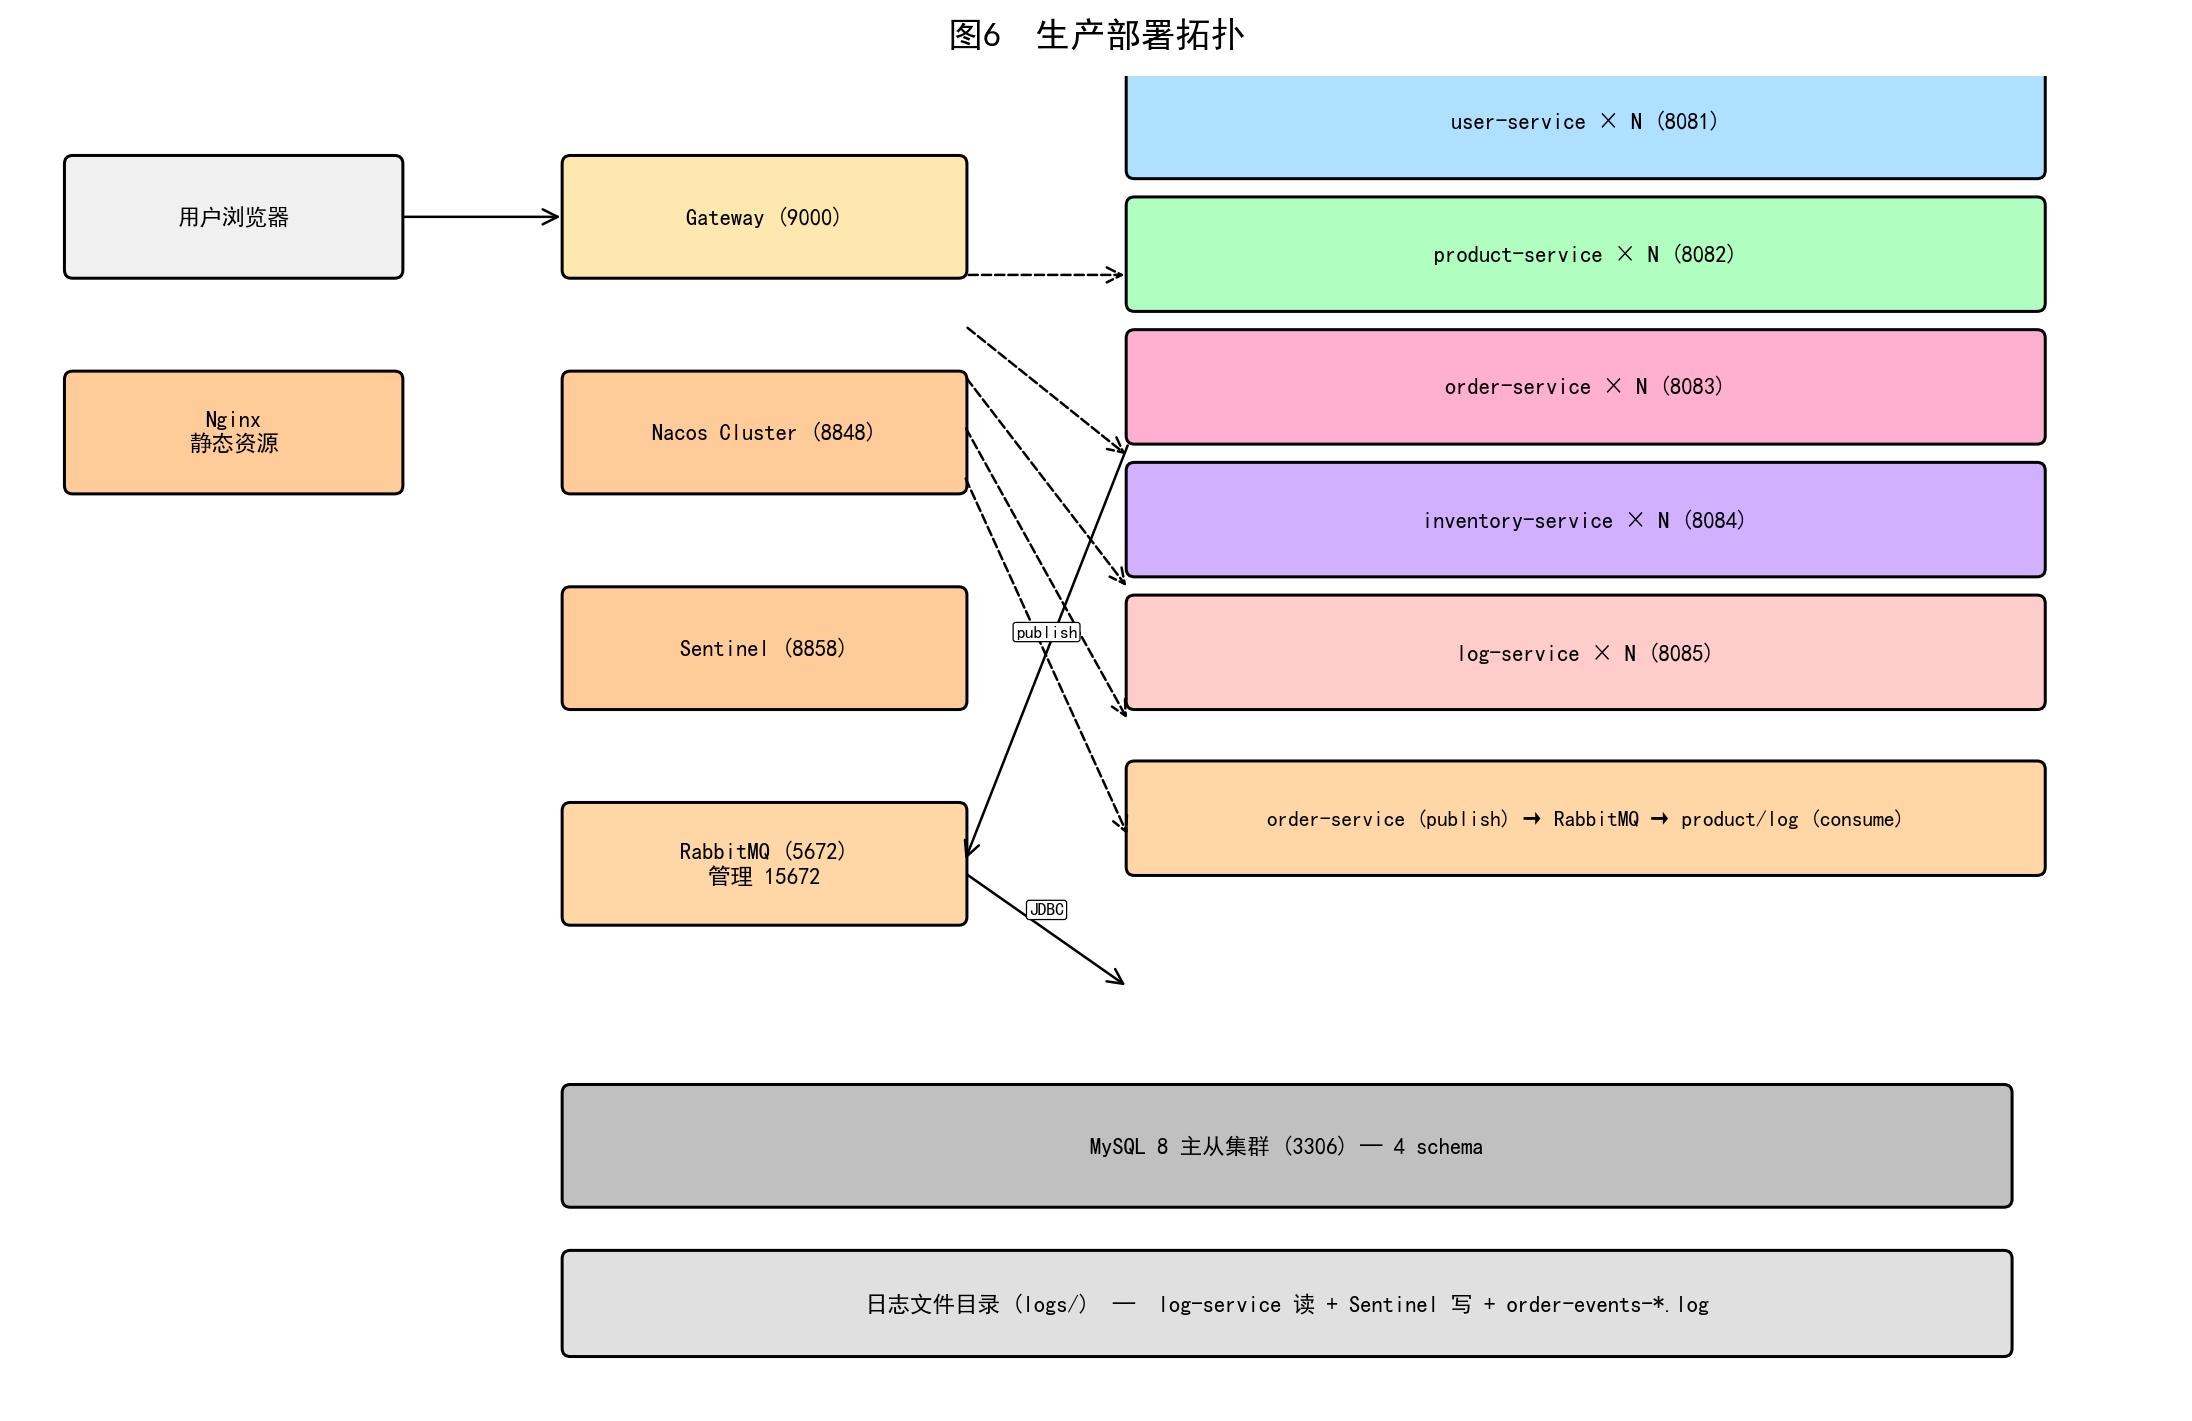 图6 生产部署拓扑
user-service × N (8081)
用户浏览器
Gateway (9000)
product-service × N (8082)
order-service × N (8083)
Nginx
静态资源
Nacos Cluster (8848)
inventory-service × N (8084)
publish
Sentinel (8858)
log-service × N (8085)
order-service (publish) → RabbitMQ → product/log (consume)
RabbitMQ (5672)
管理 15672
JDBC
MySQL 8 主从集群 (3306) — 4 schema
日志文件目录 (logs/) — log-service 读 + Sentinel 写 + order-events-*.log